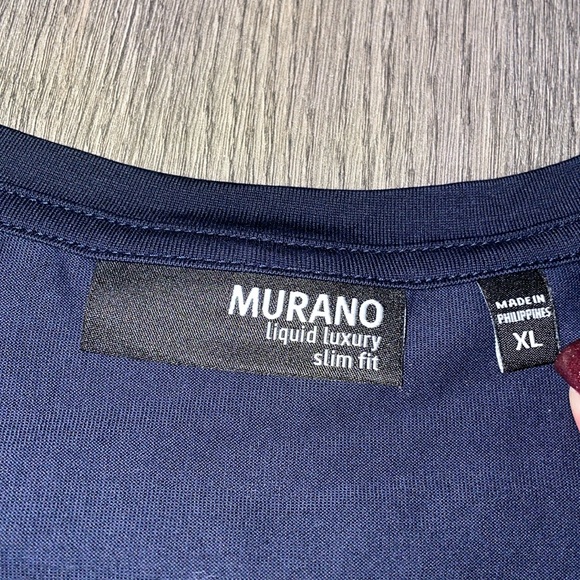 MURANO
liquid luxury
slim fit
MADE IN
PHILIPPINES
XL